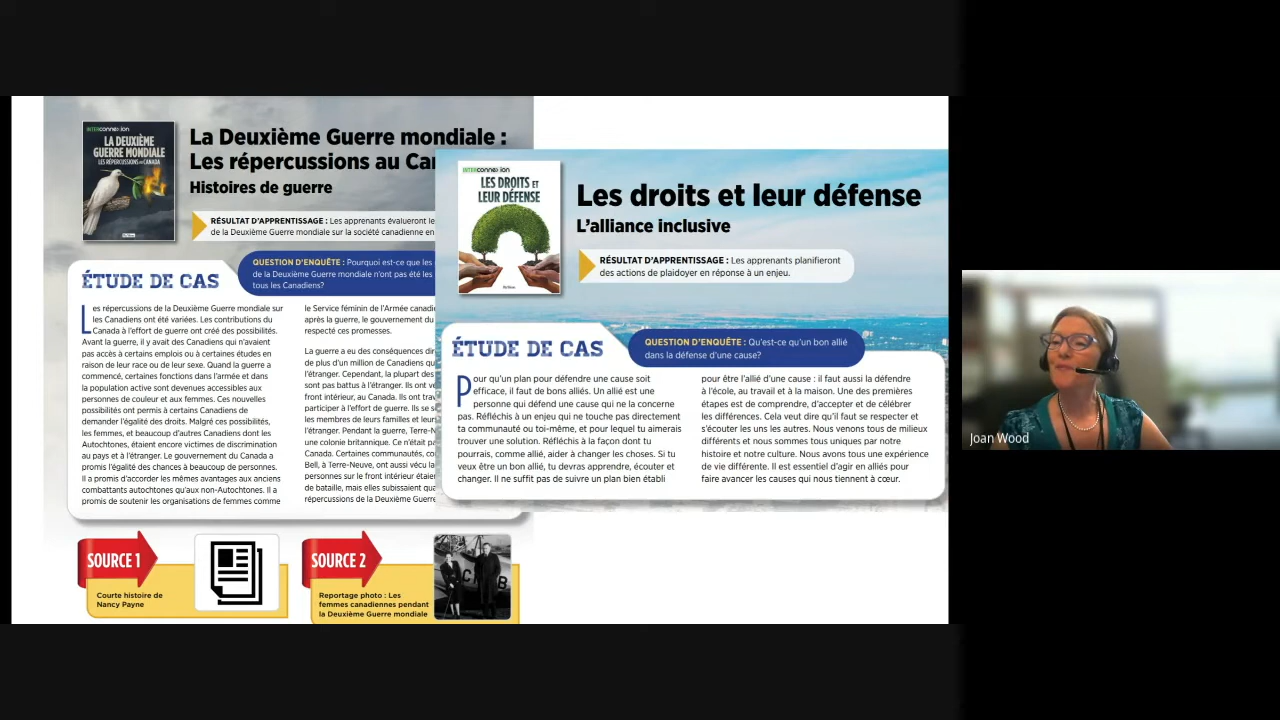 INTERconnexion
LA DEUXIÈME
GUERRE MONDIALE
LES RÉPERCUSSIONS AU CANADA
La Deuxième Guerre mondiale :
Les répercussions au Ca
Histoires de guerre
RÉSULTAT D'APPRENTISSAGE : Les apprenants évalueront le
de la Deuxième Guerre mondiale sur la société canadienne en
ÉTUDE DE CAS
QUESTION D'ENQUÊTE : Pourquoi est-ce que les
de la Deuxième Guerre mondiale n'ont pas été les
tous les Canadiens?
Les répercussions de la Deuxième Guerre mondiale sur
les Canadiens ont été variées. Les contributions du
Canada à l'effort de guerre ont créé des possibilités.
Avant la guerre, il y avait des Canadiens qui n'avaient
pas accès à certains emplois ou à certaines études en
raison de leur race ou de leur sexe. Quand la guerre a
commencé, certaines fonctions dans l'armée et dans
la population active sont devenues accessibles aux
personnes de couleur et aux femmes. Ces nouvelles
possibilités ont permis à certains Canadiens de
demander l'égalité des droits. Malgré ces possibilités,
les femmes, et beaucoup d'autres Canadiens dont les
Autochtones, étaient encore victimes de discrimination
au pays et à l'étranger. Le gouvernement du Canada a
promis l'égalité des chances à beaucoup de personnes.
Il a promis d'accorder les mêmes avantages aux anciens
combattants autochtones qu'aux non-Autochtones. Il a
promis de soutenir les organisations de femmes comme
le Service féminin de l'Armée canadi
après la guerre, le gouvernement du
respecté ces promesses.
La guerre a eu des conséquences dir
de plus d'un million de Canadiens qu
l'étranger. Cependant, la plupart des
sont pas battus à l'étranger. Ils ont v
front intérieur, au Canada. Ils ont trav
participer à l'effort de guerre. Ils se s
les membres de leurs familles et leur
l'étranger. Pendant la guerre, Terre-N
une colonie britannique. Ce n'était p
Canada. Certaines communautés, co
Bell, à Terre-Neuve, ont aussi vécu la
personnes sur le front intérieur étaie
de bataille, mais elles subissaient qua
répercussions de la Deuxième Guerre
SOURCE 1
Courte histoire de
Nancy Payne
SOURCE 2
Reportage photo : Les
femmes canadiennes pendant
la Deuxième Guerre mondiale
INTERconnexion
LES DROITS ET
LEUR DÉFENSE
Les droits et leur défense
L'alliance inclusive
RÉSULTAT D'APPRENTISSAGE : Les apprenants planifieront
des actions de plaidoyer en réponse à un enjeu.
ÉTUDE DE CAS
QUESTION D'ENQUÊTE : Qu'est-ce qu'un bon allié
dans la défense d'une cause?
Pour qu'un plan pour défendre une cause soit
efficace, il faut de bons alliés. Un allié est une
personne qui défend une cause qui ne la concerne
pas. Réfléchis à un enjeu qui ne touche pas directement
ta communauté ou toi-même, et pour lequel tu aimerais
trouver une solution. Réfléchis à la façon dont tu
pourrais, comme allié, aider à changer les choses. Si tu
veux être un bon allié, tu devras apprendre, écouter et
changer. Il ne suffit pas de suivre un plan bien établi
pour être l'allié d'une cause : il faut aussi la défendre
à l'école, au travail et à la maison. Une des premières
étapes est de comprendre, d'accepter et de célébrer
les différences. Cela veut dire qu'il faut se respecter et
s'écouter les uns les autres. Nous venons tous de milieux
différents et nous sommes tous uniques par notre
histoire et notre culture. Nous avons tous une expérience
de vie différente. Il est essentiel d'agir en alliés pour
faire avancer les causes qui nous tiennent à cœur.
Joan Wood